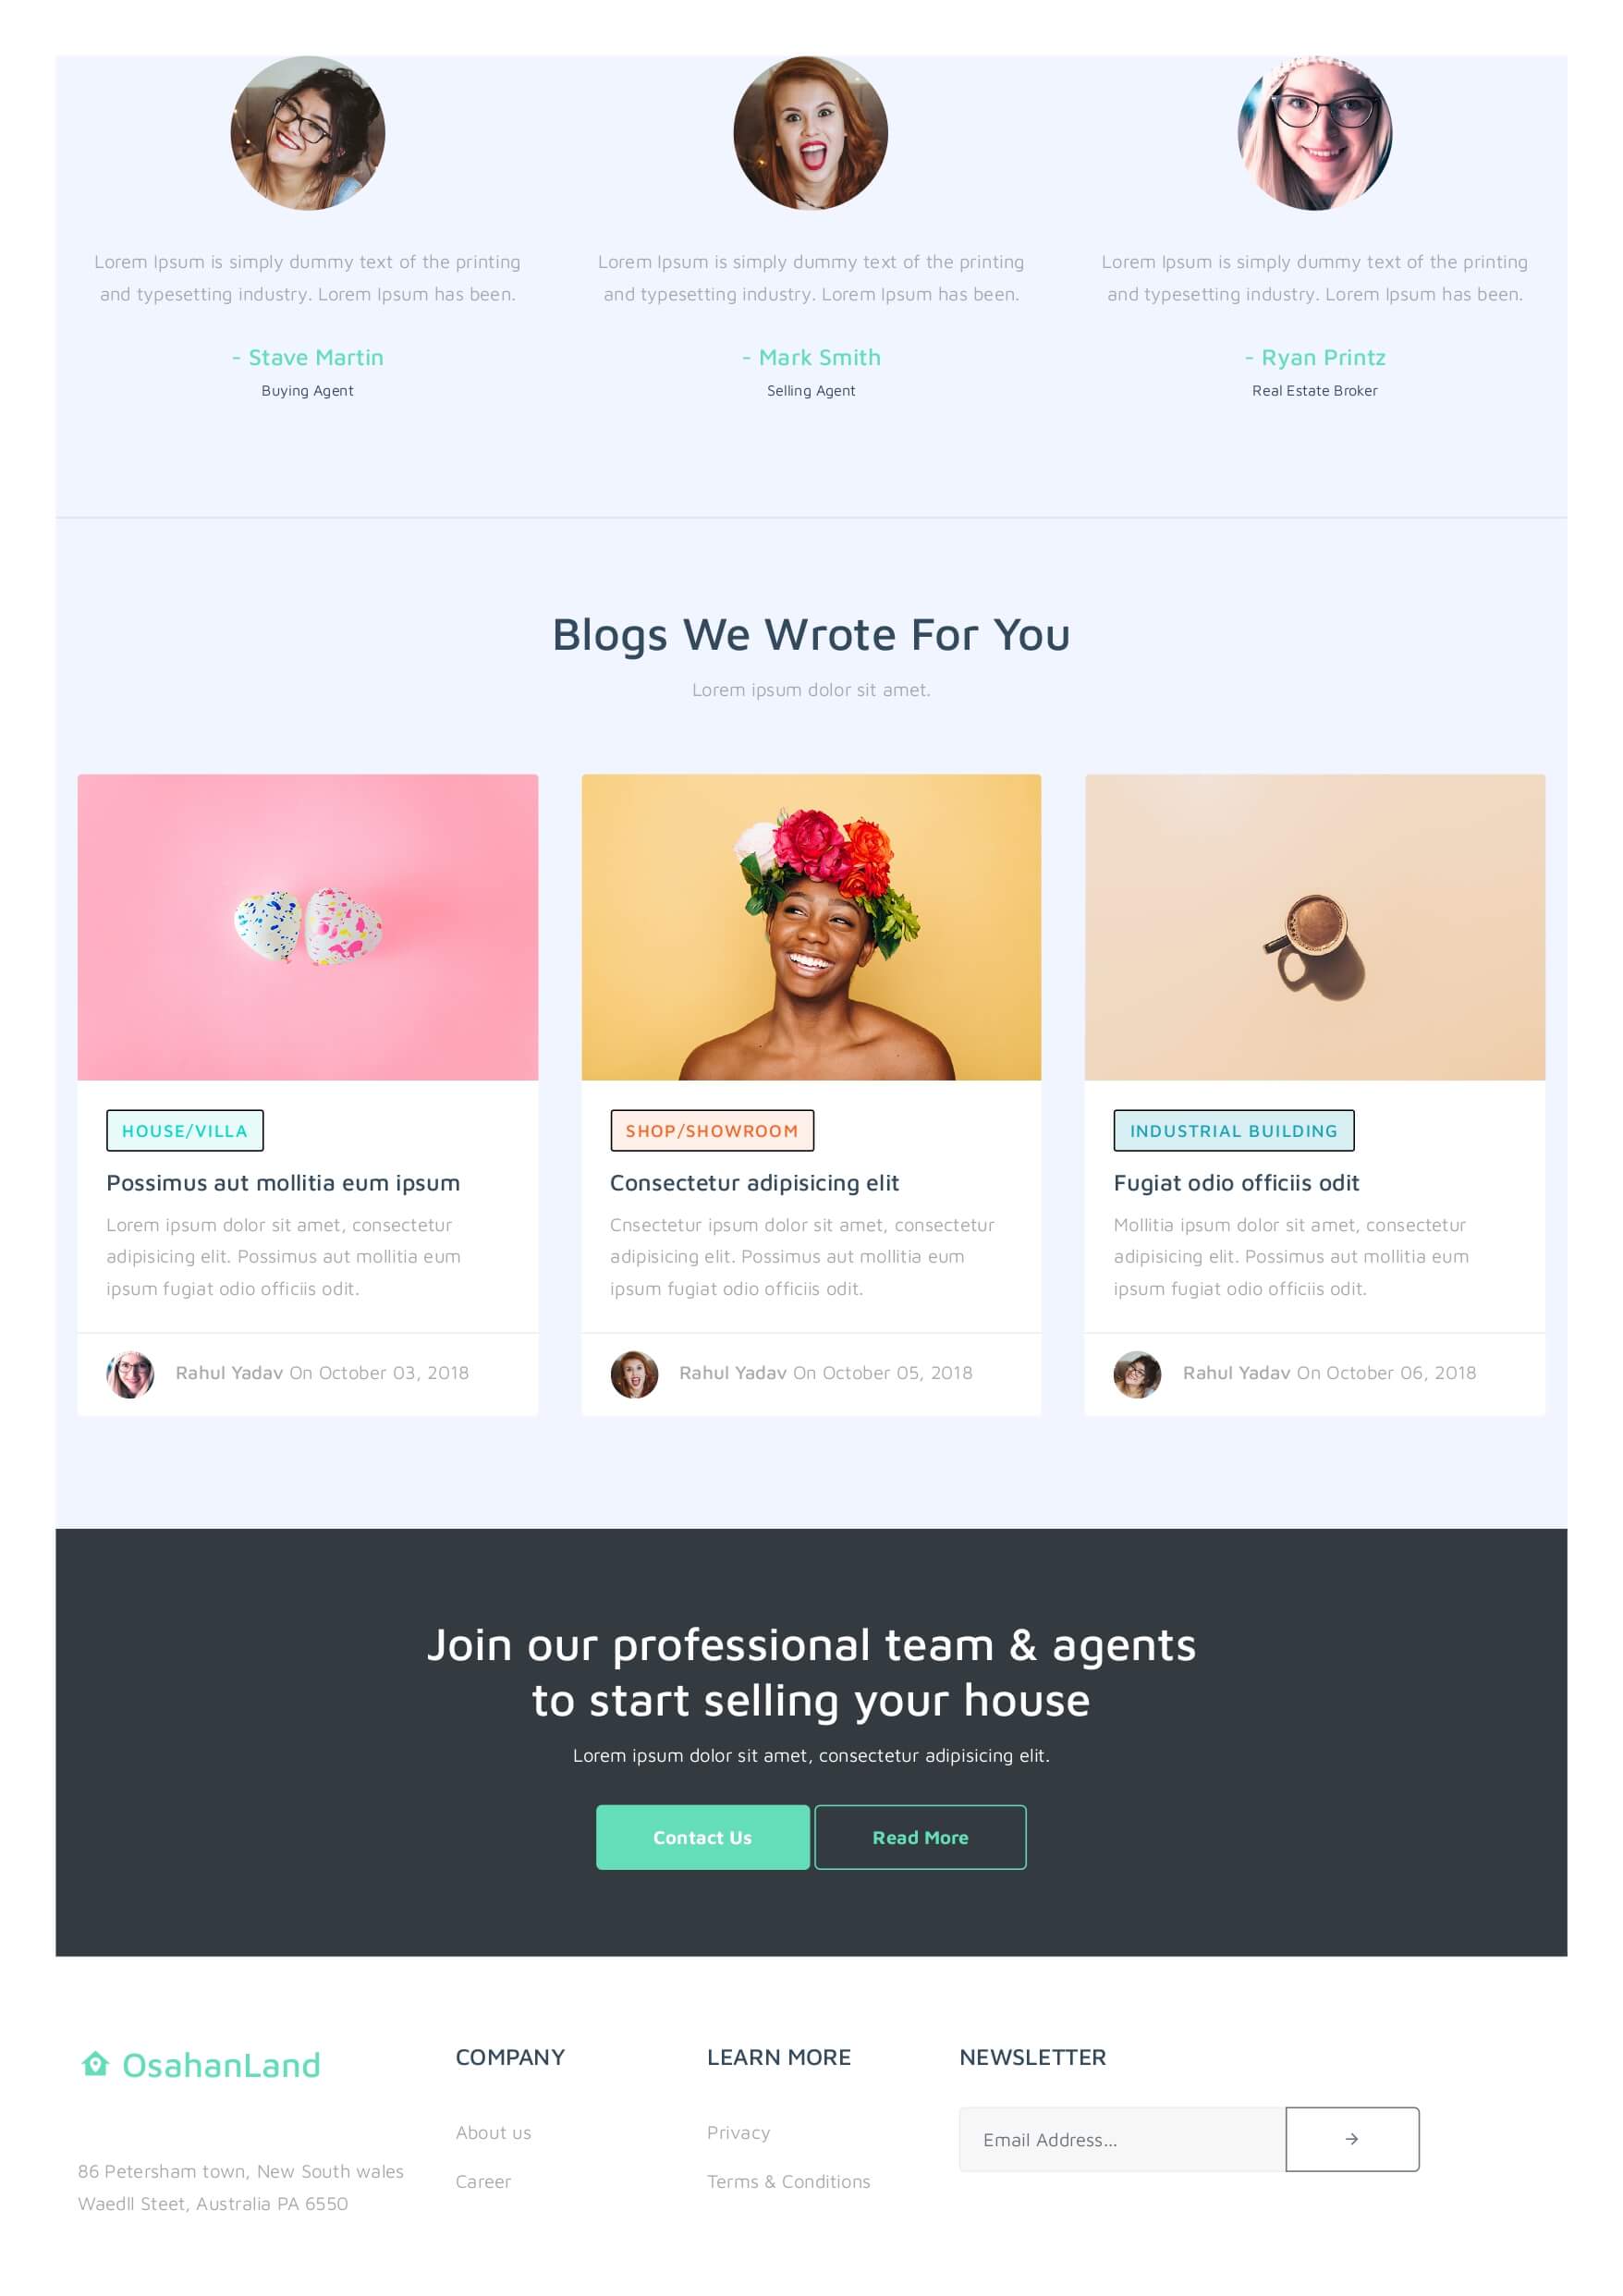 Lorem Ipsum is simply dummy text of the printing
and typesetting industry. Lorem Ipsum has been.
- Stave Martin
Buying Agent
Lorem Ipsum is simply dummy text of the printing
and typesetting industry. Lorem Ipsum has been.
- Mark Smith
Selling Agent
Lorem Ipsum is simply dummy text of the printing
and typesetting industry. Lorem Ipsum has been.
- Ryan Printz
Real Estate Broker
Blogs We Wrote For You
Lorem ipsum dolor sit amet.
HOUSE/VILLA
Possimus aut mollitia eum ipsum
Lorem ipsum dolor sit amet, consectetur
adipisicing elit. Possimus aut mollitia eum
ipsum fugiat odio officiis odit.
Rahul Yadav On October 03, 2018
SHOP/SHOWROOM
Consectetur adipisicing elit
Cnsectetur ipsum dolor sit amet, consectetur
adipisicing elit. Possimus aut mollitia eum
ipsum fugiat odio officiis odit.
Rahul Yadav On October 05, 2018
INDUSTRIAL BUILDING
Fugiat odio officiis odit
Mollitia ipsum dolor sit amet, consectetur
adipisicing elit. Possimus aut mollitia eum
ipsum fugiat odio officiis odit.
Rahul Yadav On October 06, 2018
Join our professional team & agents
to start selling your house
Lorem ipsum dolor sit amet, consectetur adipisicing elit.
Contact Us
Read More
OsahanLand
86 Petersham town, New South wales
Waedll Steet, Australia PA 6550
COMPANY
About us
Career
LEARN MORE
Privacy
Terms & Conditions
NEWSLETTER
Email Address...